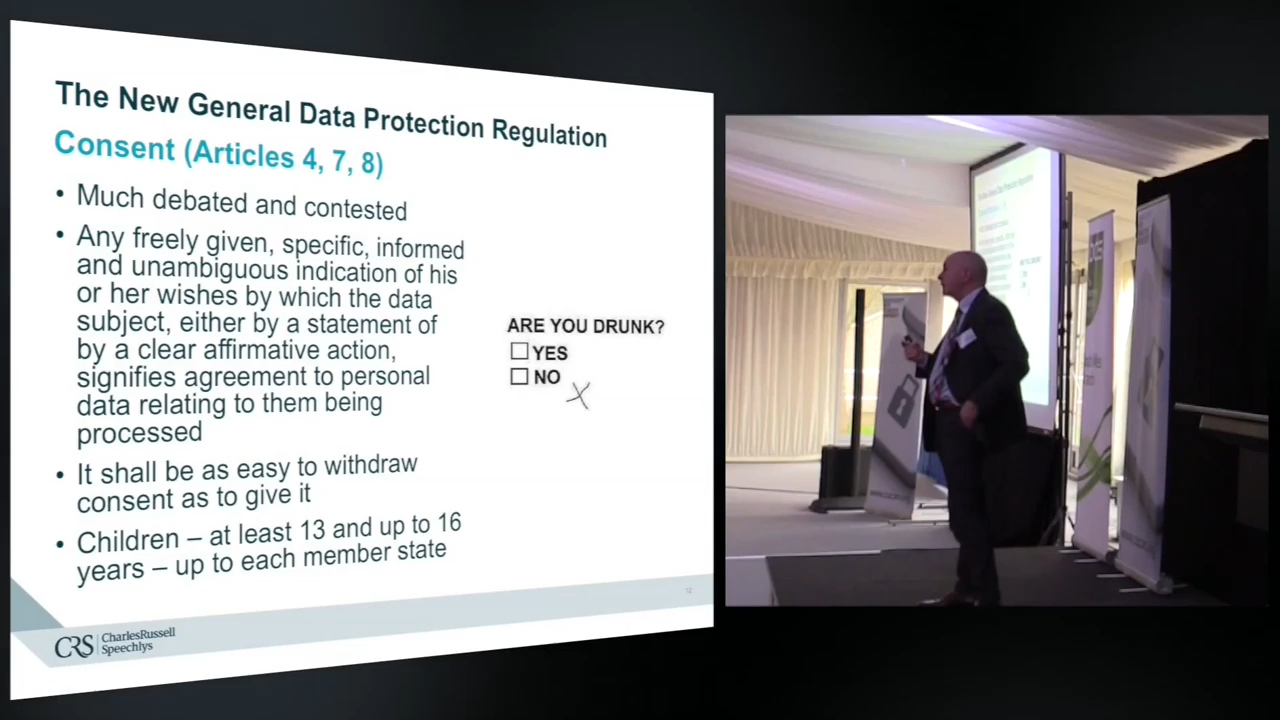 The New General Data Protection Regulation
Consent (Articles 4, 7, 8)
• Much debated and contested
• Any freely given, specific, informed
and unambiguous indication of his
or her wishes by which the data
subject, either by a statement of
by a clear affirmative action,
signifies agreement to personal
data relating to them being
processed
• It shall be as easy to withdraw
consent as to give it
• Children – at least 13 and up to 16
years – up to each member state
ARE YOU DRUNK?
YES
NO
12
CRS CharlesRussell
Speechlys